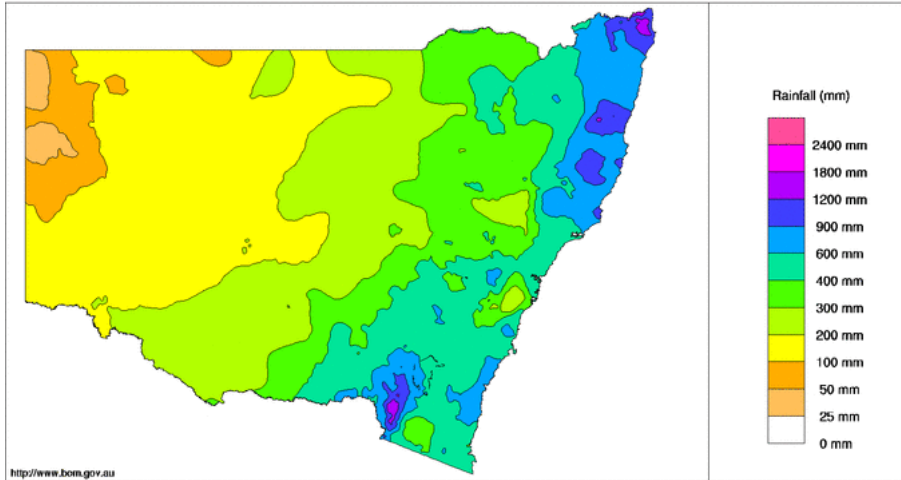 Rainfall (mm)
2400 mm
1800 mm
1200 mm
900 mm
600 mm
400 mm
300 mm
200 mm
100 mm
50 mm
25 mm
0 mm
http://www.bom.gov.au